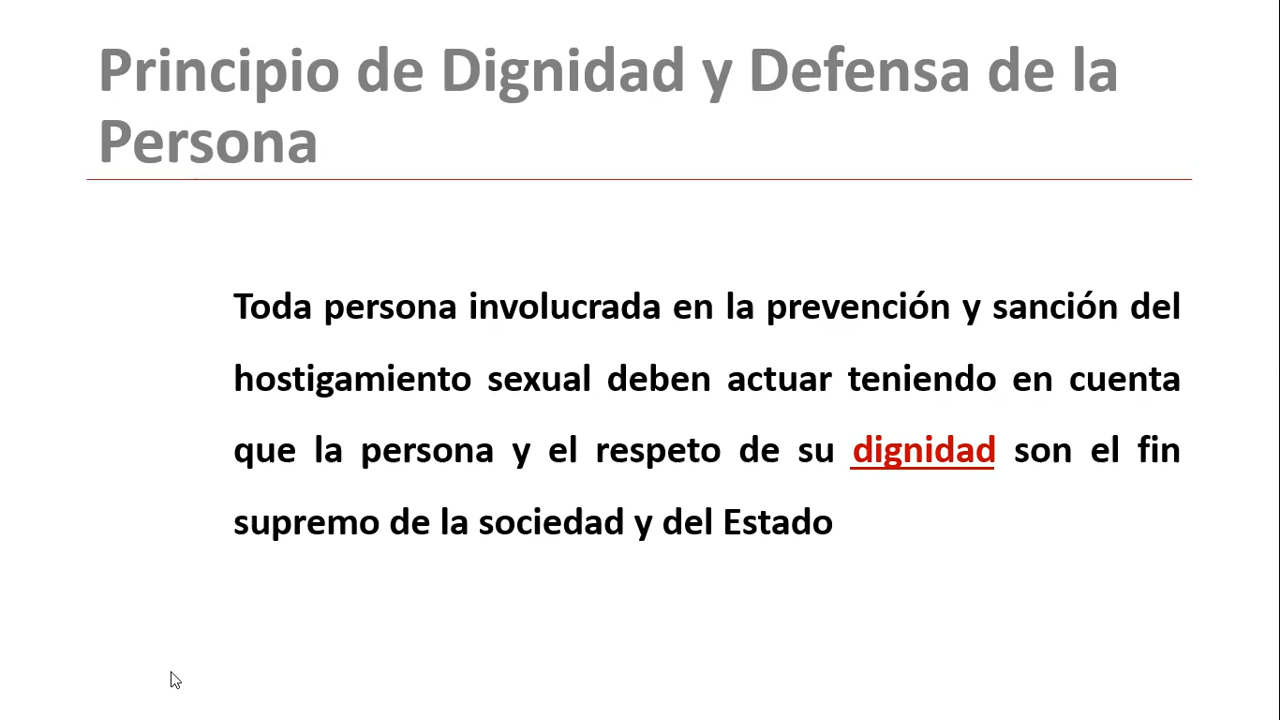 Principio de Dignidad y Defensa de la
Persona
Toda persona involucrada en la prevención y sanción del
hostigamiento sexual deben actuar teniendo en cuenta
que la persona y el respeto de su dignidad son el fin
supremo de la sociedad y del Estado